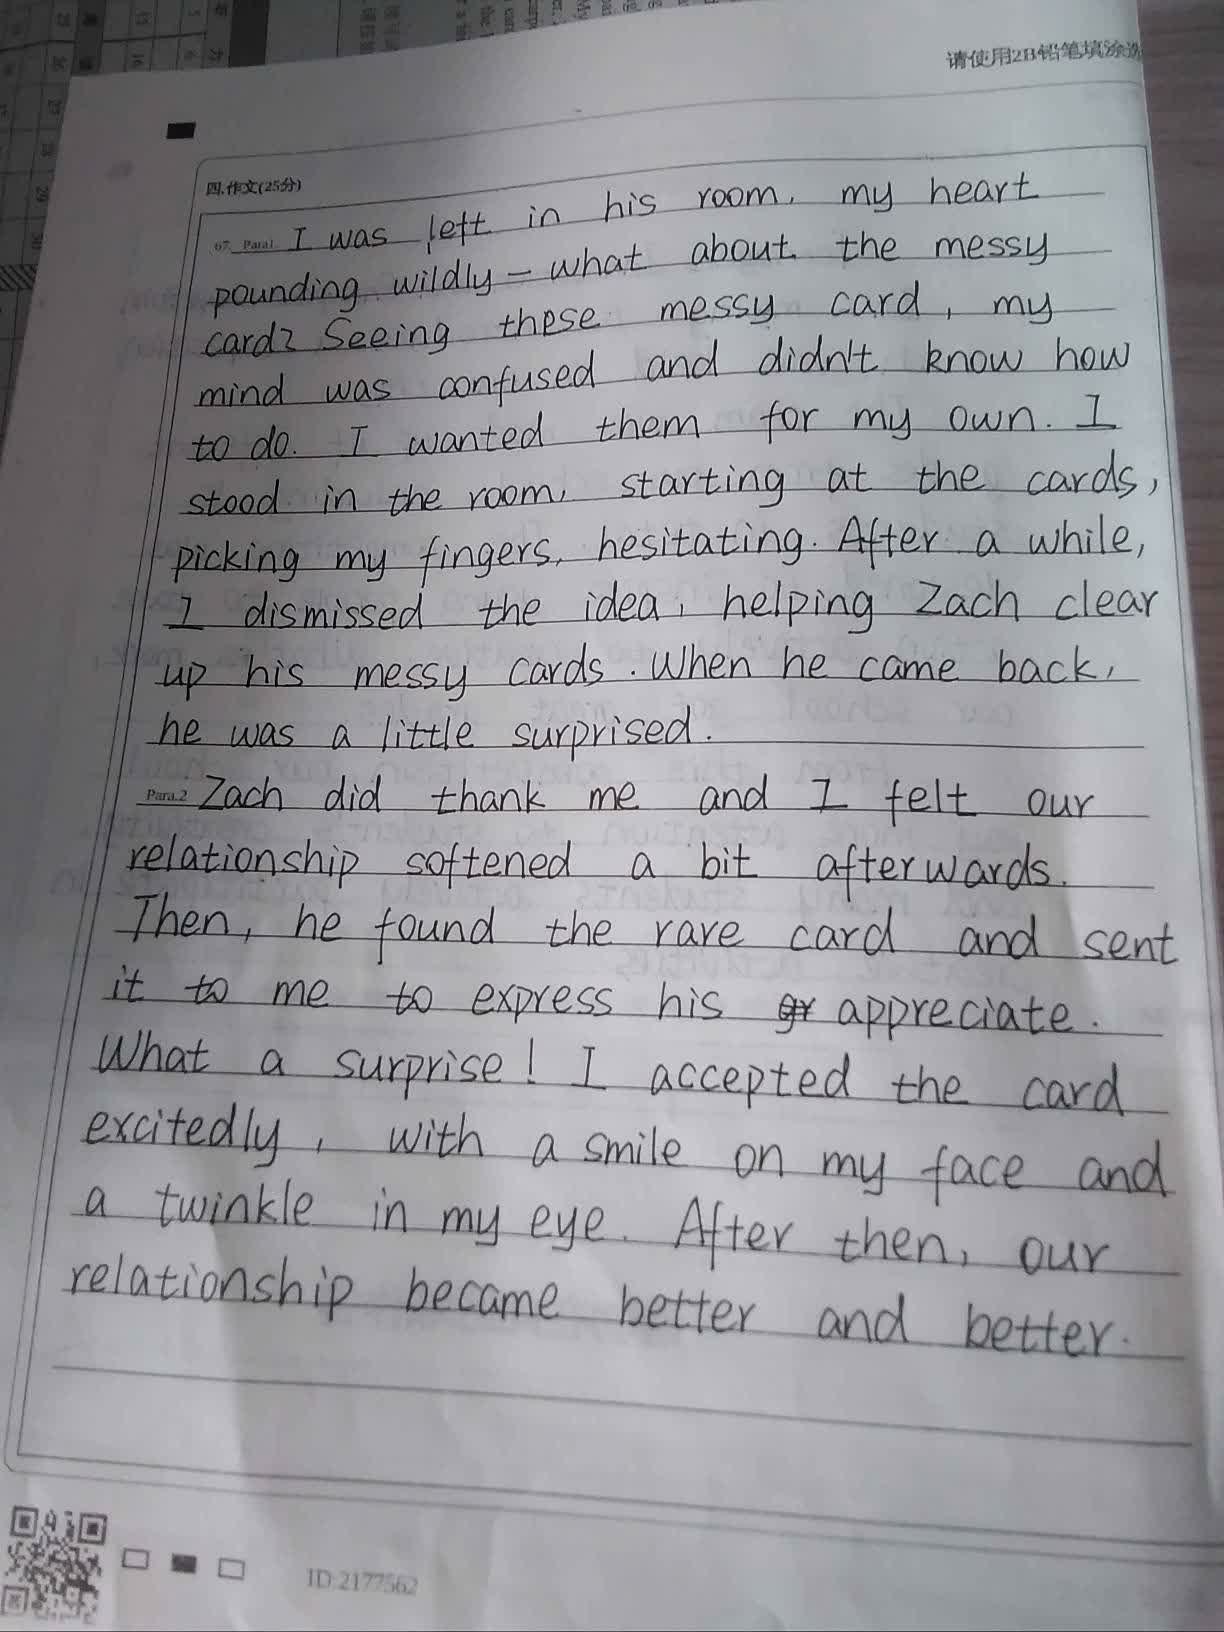 请使用2B铅笔填涂选
四.作文(25分)
67. Para1. I was left in his room, my heart
pounding wildly — what about the messy
card? Seeing these messy card, my
mind was confused and didn't know how
to do. I wanted them for my own. I
stood in the room, starting at the cards,
picking my fingers, hesitating. After a while,
I dismissed the idea, helping Zach clear
up his messy cards. When he came back,
he was a little surprised.
Para.2 Zach did thank me and I felt our
relationship softened a bit afterwards.
Then, he found the rare card and sent
it to me to express his appreciate.
What a surprise! I accepted the card
excitedly, with a smile on my face and
a twinkle in my eye. After then, our
relationship became better and better.
ID:2177562